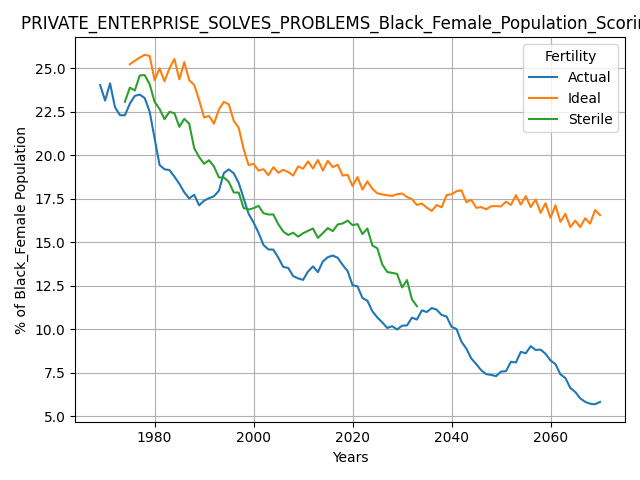 PRIVATE_ENTERPRISE_SOLVES_PROBLEMS_Black_Female_Population_Scorin
Fertility
Actual
Ideal
Sterile
% of Black_Female Population
25.0
22.5
20.0
17.5
15.0
12.5
10.0
7.5
5.0
1980
2000
2020
2040
2060
Years